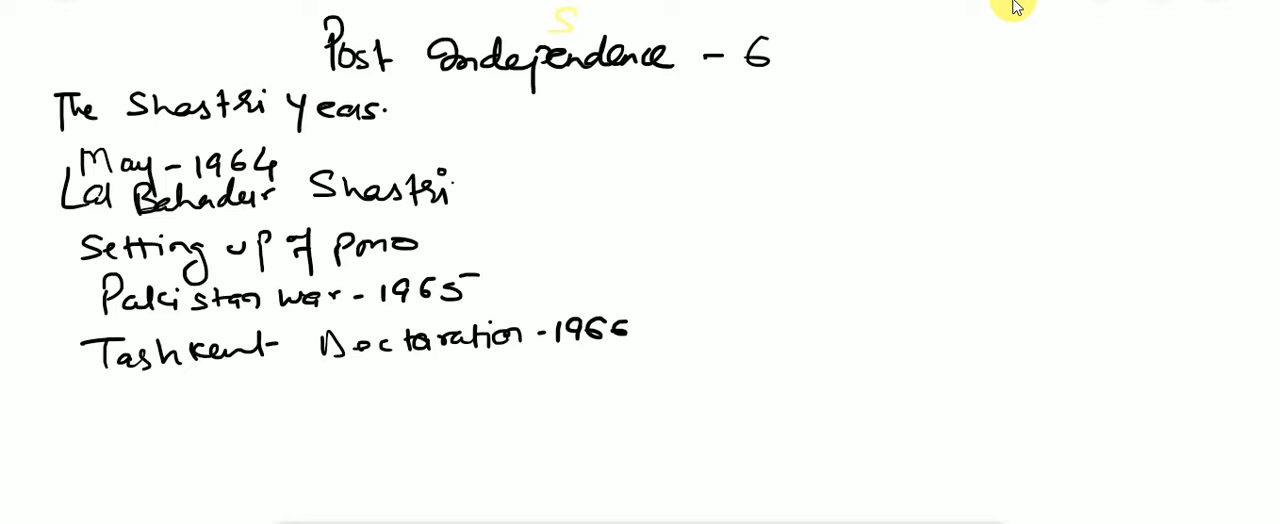 S
Post Independence - 6
The Shastri Years.
May - 1964
Lal Bahadur Shastri
Setting up of PMO
Pakistan War - 1965
Tashkent Declaration - 1966